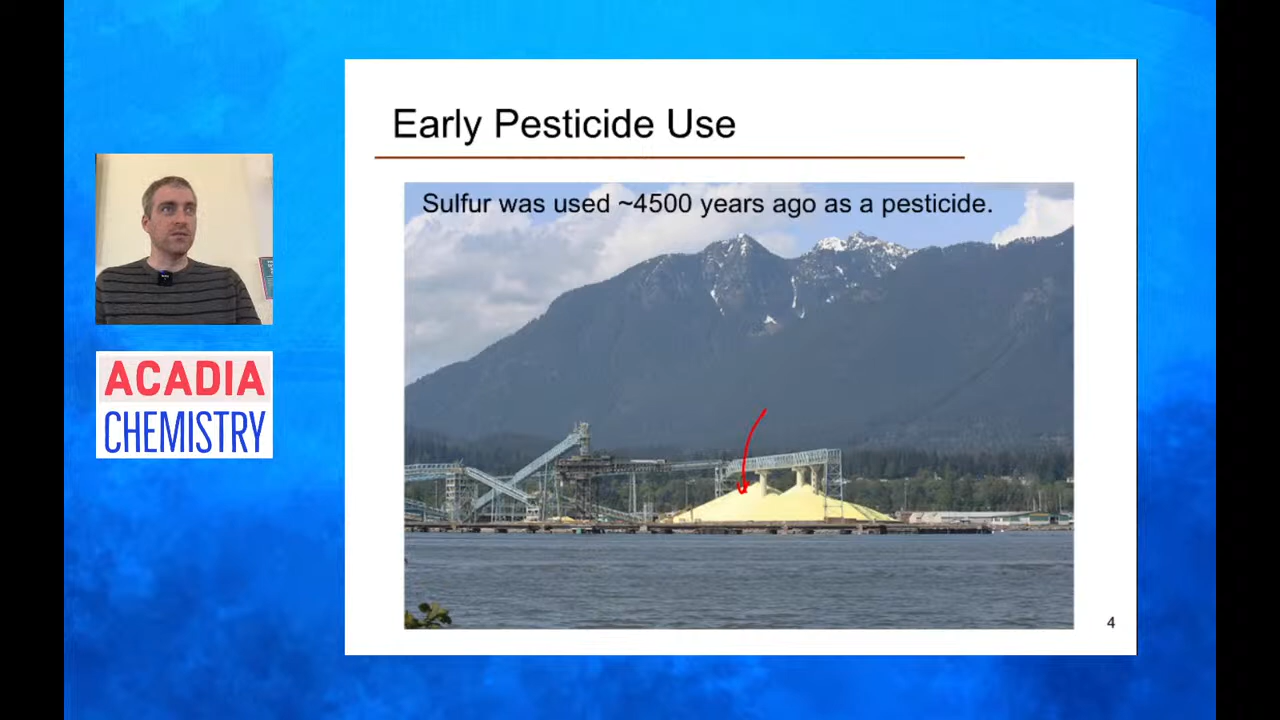 Early Pesticide Use
Sulfur was used ~4500 years ago as a pesticide.
ACADIA
CHEMISTRY
4